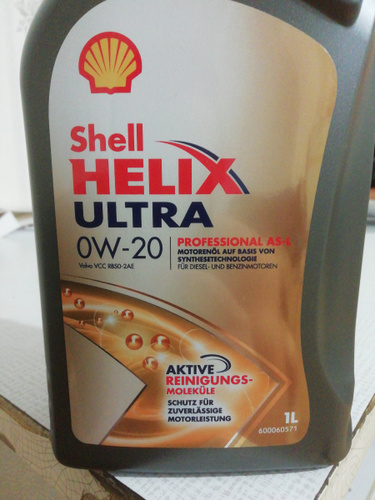 Shell
HELIX
ULTRA
0W-20
Volvo VCC RBS0-2AE
PROFESSIONAL AS-L
MOTORENÖL AUF BASIS VON
SYNTHESETECHNOLOGIE
FÜR DIESEL- UND BENZINMOTOREN
AKTIVE
REINIGUNGS-
MOLEKÜLE
SCHUTZ FÜR
ZUVERLÄSSIGE
MOTORLEISTUNG
1L
600060571